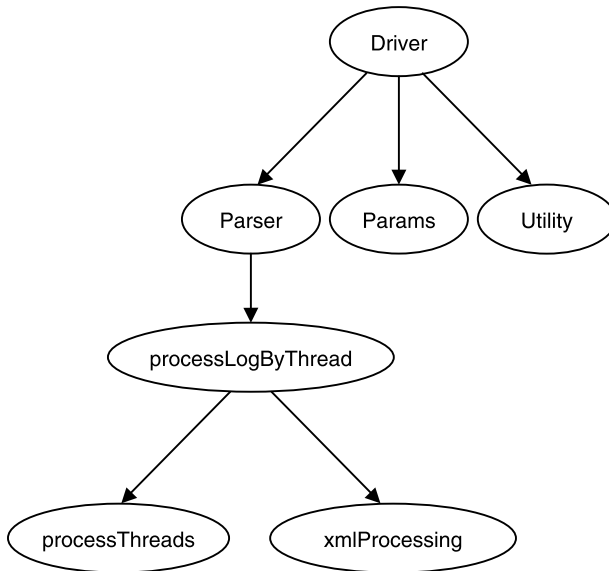 Driver
Parser
Params
Utility
processLogByThread
processThreads
xmlProcessing